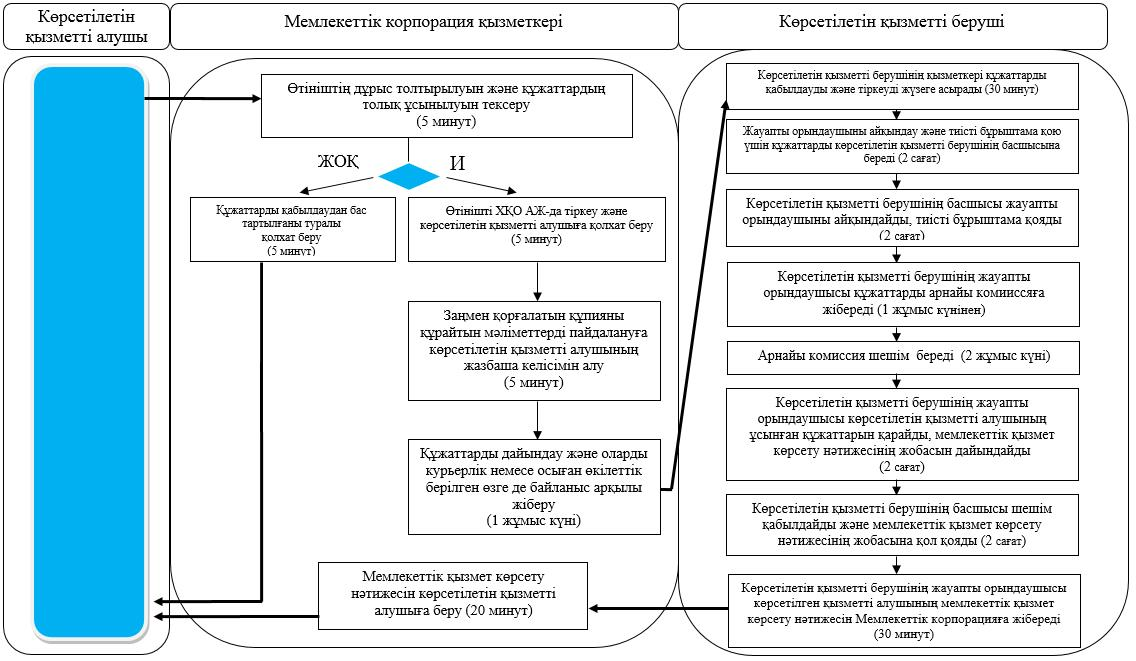 Көрсетілетін
қызметті алушы
Мемлекеттік корпорация қызметкері
Көрсетілетін қызметті беруші
Өтініштің дұрыс толтырылуын және құжаттардың
толық ұсынылуын тексеру
(5 минут)
ЖОҚ
И
Құжаттарды қабылдаудан бас
тартылғаны туралы
қолхат беру
(5 минут)
Өтінішті ХҚО АЖ-да тіркеу және
көрсетілетін қызметті алушыға қолхат беру
(5 минут)
Заңмен қорғалатын құпияны
құрайтын мәліметтерді пайдалануға
көрсетілетін қызметті алушының
жазбаша келісімін алу
(5 минут)
Құжаттарды дайындау және оларды
курьерлік немесе осыған өкілеттік
берілген өзге де байланыс арқылы
жіберу
(1 жұмыс күні)
Мемлекеттік қызмет көрсету
нәтижесін көрсетілетін қызметті
алушыға беру (20 минут)
Көрсетілетін қызметті берушінің қызметкері құжаттарды
қабылдауды және тіркеуді жүзеге асырады (30 минут)
Жауапты орындаушыны айқындау және тиісті бұрыштама қою
үшін құжаттарды көрсетілетін қызметті берушінің басшысына
береді (2 сағат)
Көрсетілетін қызметті берушінің басшысы жауапты
орындаушыны айқындайды, тиісті бұрыштама қояды
(2 сағат)
Көрсетілетін қызметті берушінің жауапты
орындаушысы құжаттарды арнайы комиссяға
жібереді (1 жұмыс күнінен)
Арнайы комиссия шешім береді (2 жұмыс күні)
Көрсетілетін қызметті берушінің жауапты
орындаушысы көрсетілетін қызметті алушының
ұсынған құжаттарын қарайды, мемлекеттік қызмет
көрсету нәтижесінің жобасын дайындайды
(2 сағат)
Көрсетілетін қызметті берушінің басшысы шешім
қабылдайды және мемлекеттік қызмет көрсету
нәтижесінің жобасына қол қояды (2 сағат)
Көрсетілетін қызметті берушінің жауапты орындаушысы
көрсетілген қызметті алушының мемлекеттік қызмет
көрсету нәтижесін Мемлекеттік корпорацияға жібереді
(30 минут)